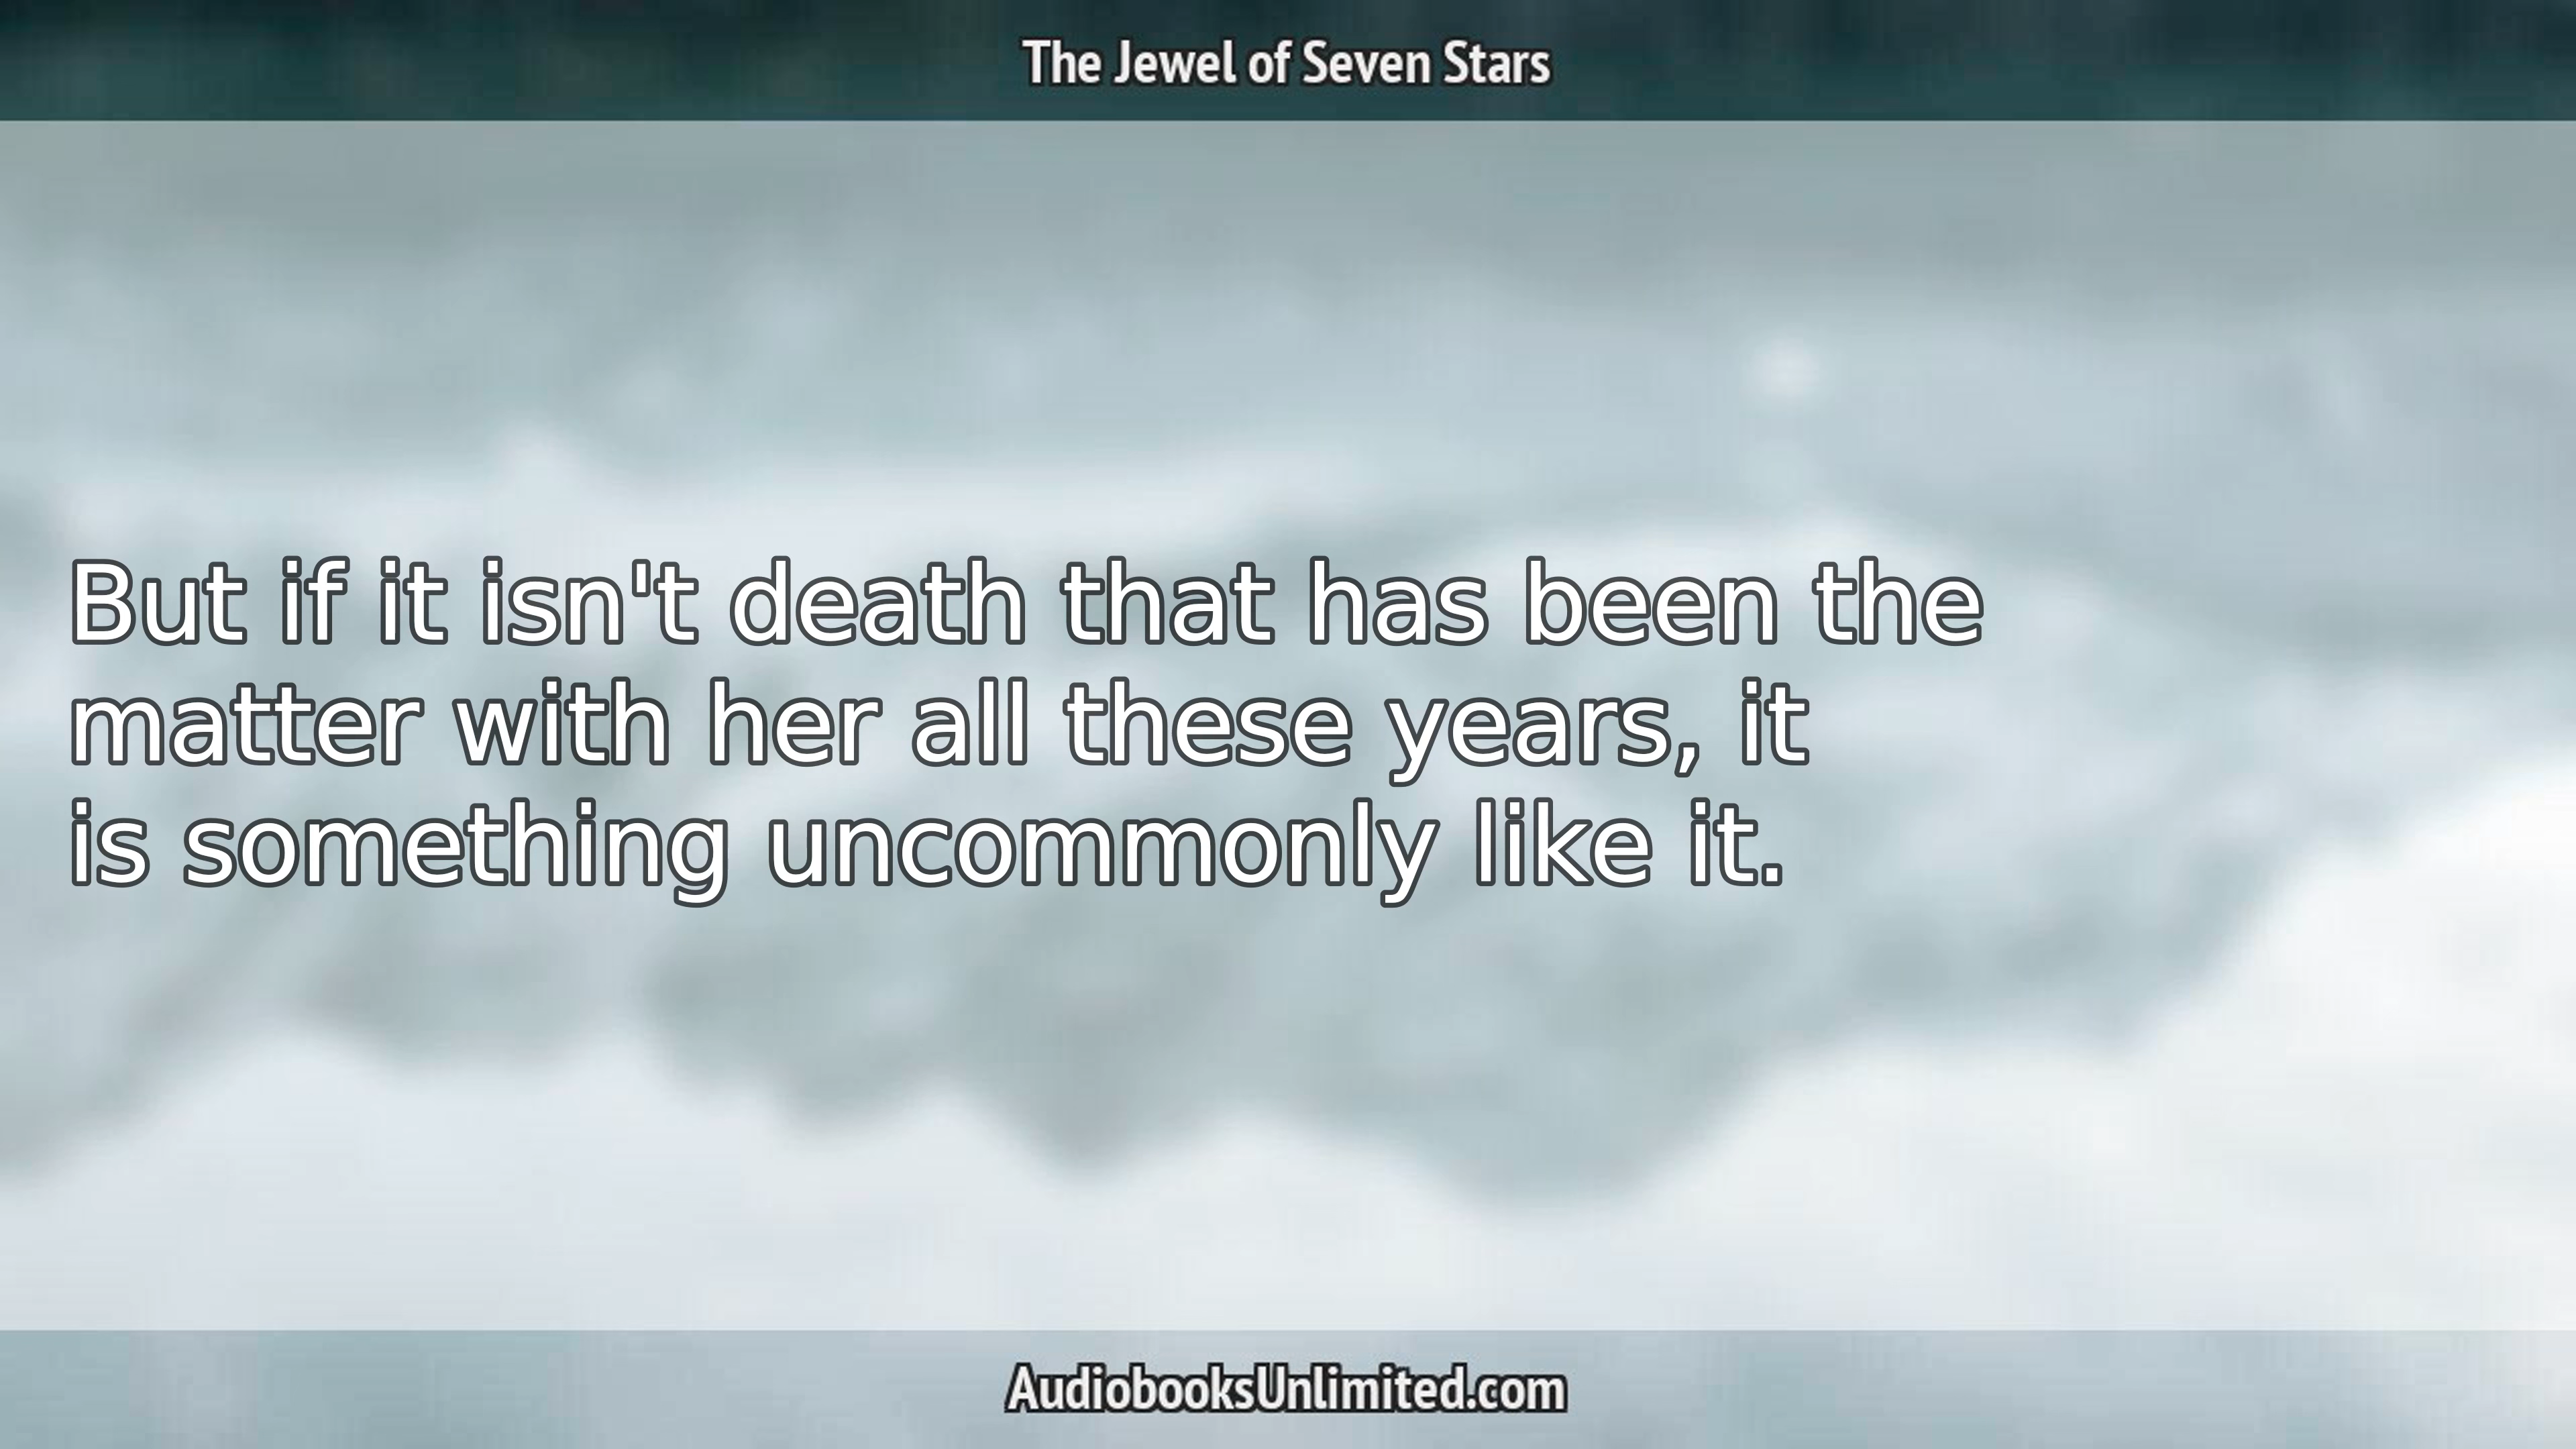 The Jewel of Seven Stars
But if it isn't death that has been the
matter with her all these years, it
is something uncommonly like it.
AudiobooksUnlimited.com